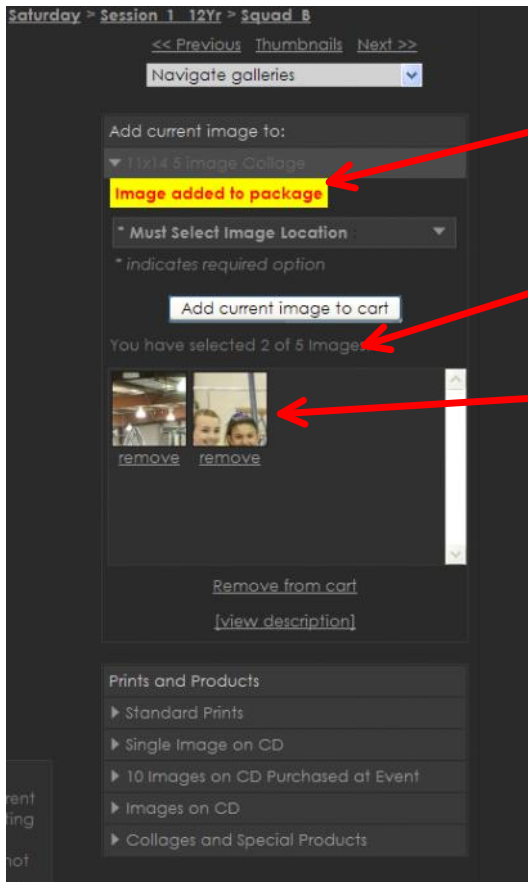 Saturday > Session 1 12Yr > Squad B
<< Previous Thumbnails Next >>
Navigate galleries
Add current image to:
11x14 5 image Collage
Image added to package
* Must Select Image Location
* indicates required option
Add current image to cart
You have selected 2 of 5 Images
remove remove
Remove from cart
[view description]
Prints and Products
Standard Prints
Single Image on CD
10 Images on CD Purchased at Event
Images on CD
Collages and Special Products
rent
ting
not